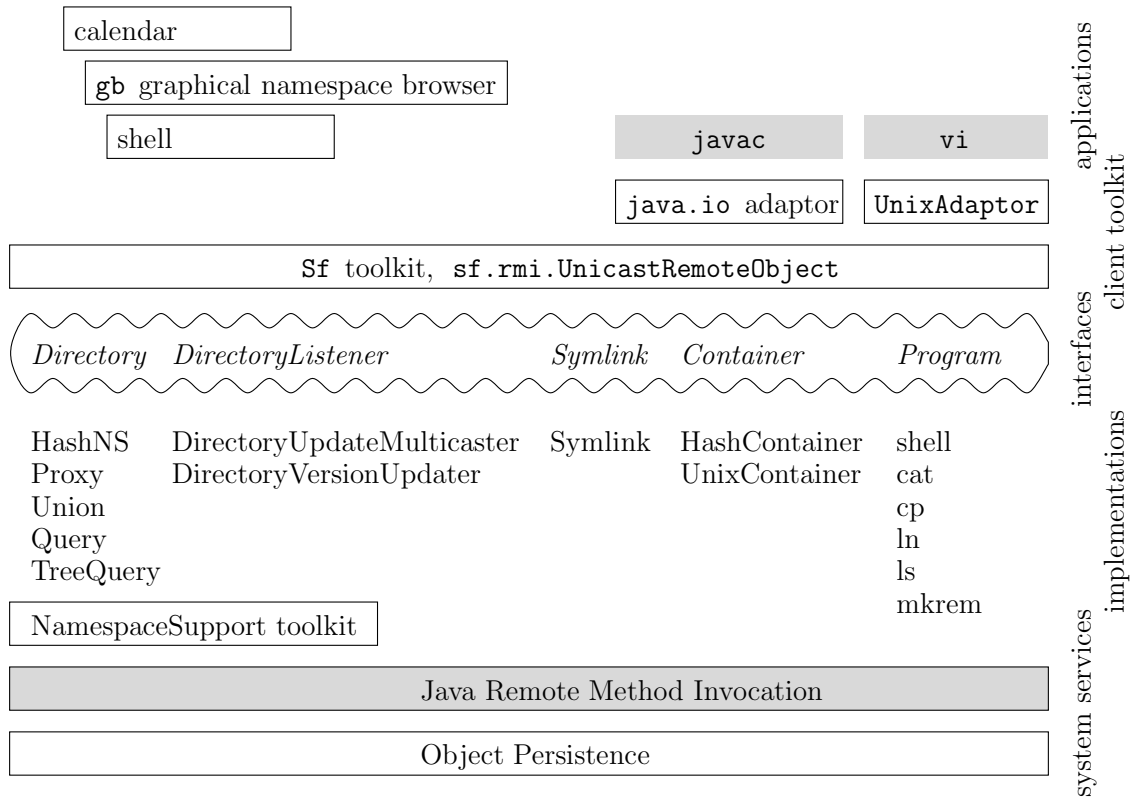 calendar
gb graphical namespace browser
shell
javac
vi
java.io adaptor
UnixAdaptor
Sf toolkit, sf.rmi.UnicastRemoteObject
Directory DirectoryListener Symlink Container Program
HashNS DirectoryUpdateMulticaster Symlink HashContainer shell
Proxy DirectoryVersionUpdater UnixContainer cat
Union cp
Query ln
TreeQuery ls
mkrem
NamespaceSupport toolkit
Java Remote Method Invocation
Object Persistence
applications
client toolkit
interfaces
implementations
system services